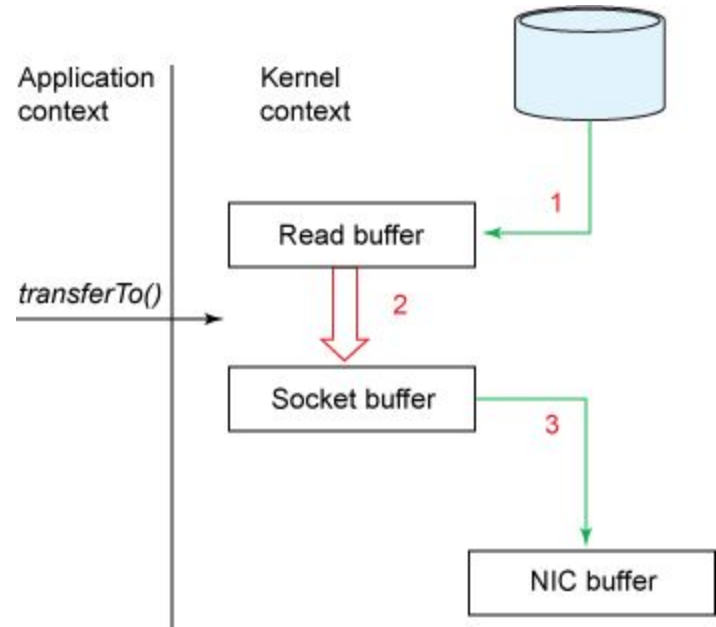 Application
context
Kernel
context
1
Read buffer
transferTo()
2
Socket buffer
3
NIC buffer